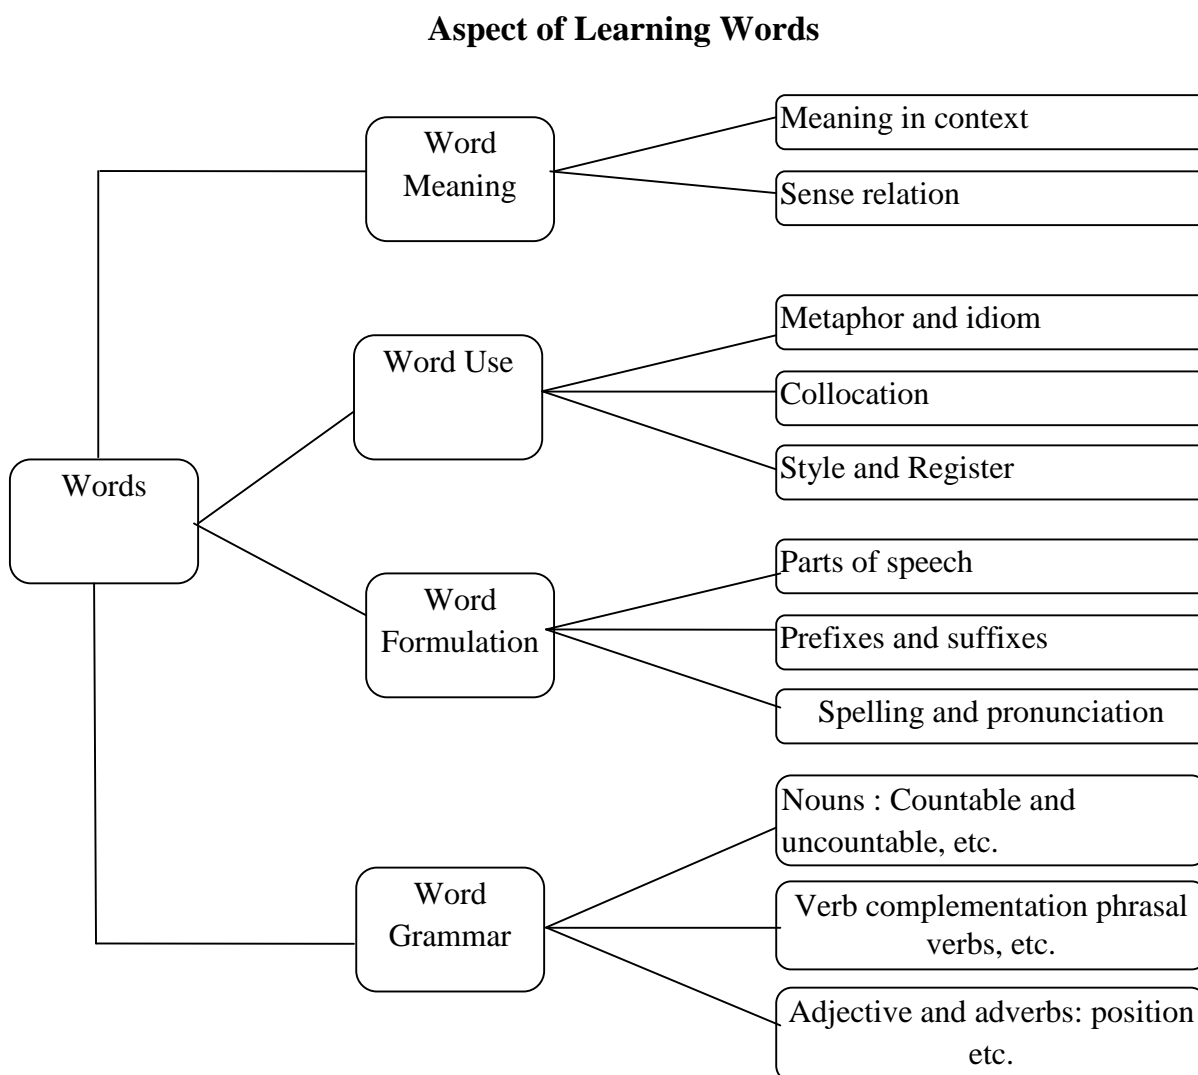 Aspect of Learning Words
Word
Meaning
Meaning in context
Sense relation
Word Use
Metaphor and idiom
Collocation
Style and Register
Words
Word
Formulation
Parts of speech
Prefixes and suffixes
Spelling and pronunciation
Word
Grammar
Nouns : Countable and
uncountable, etc.
Verb complementation phrasal
verbs, etc.
Adjective and adverbs: position
etc.